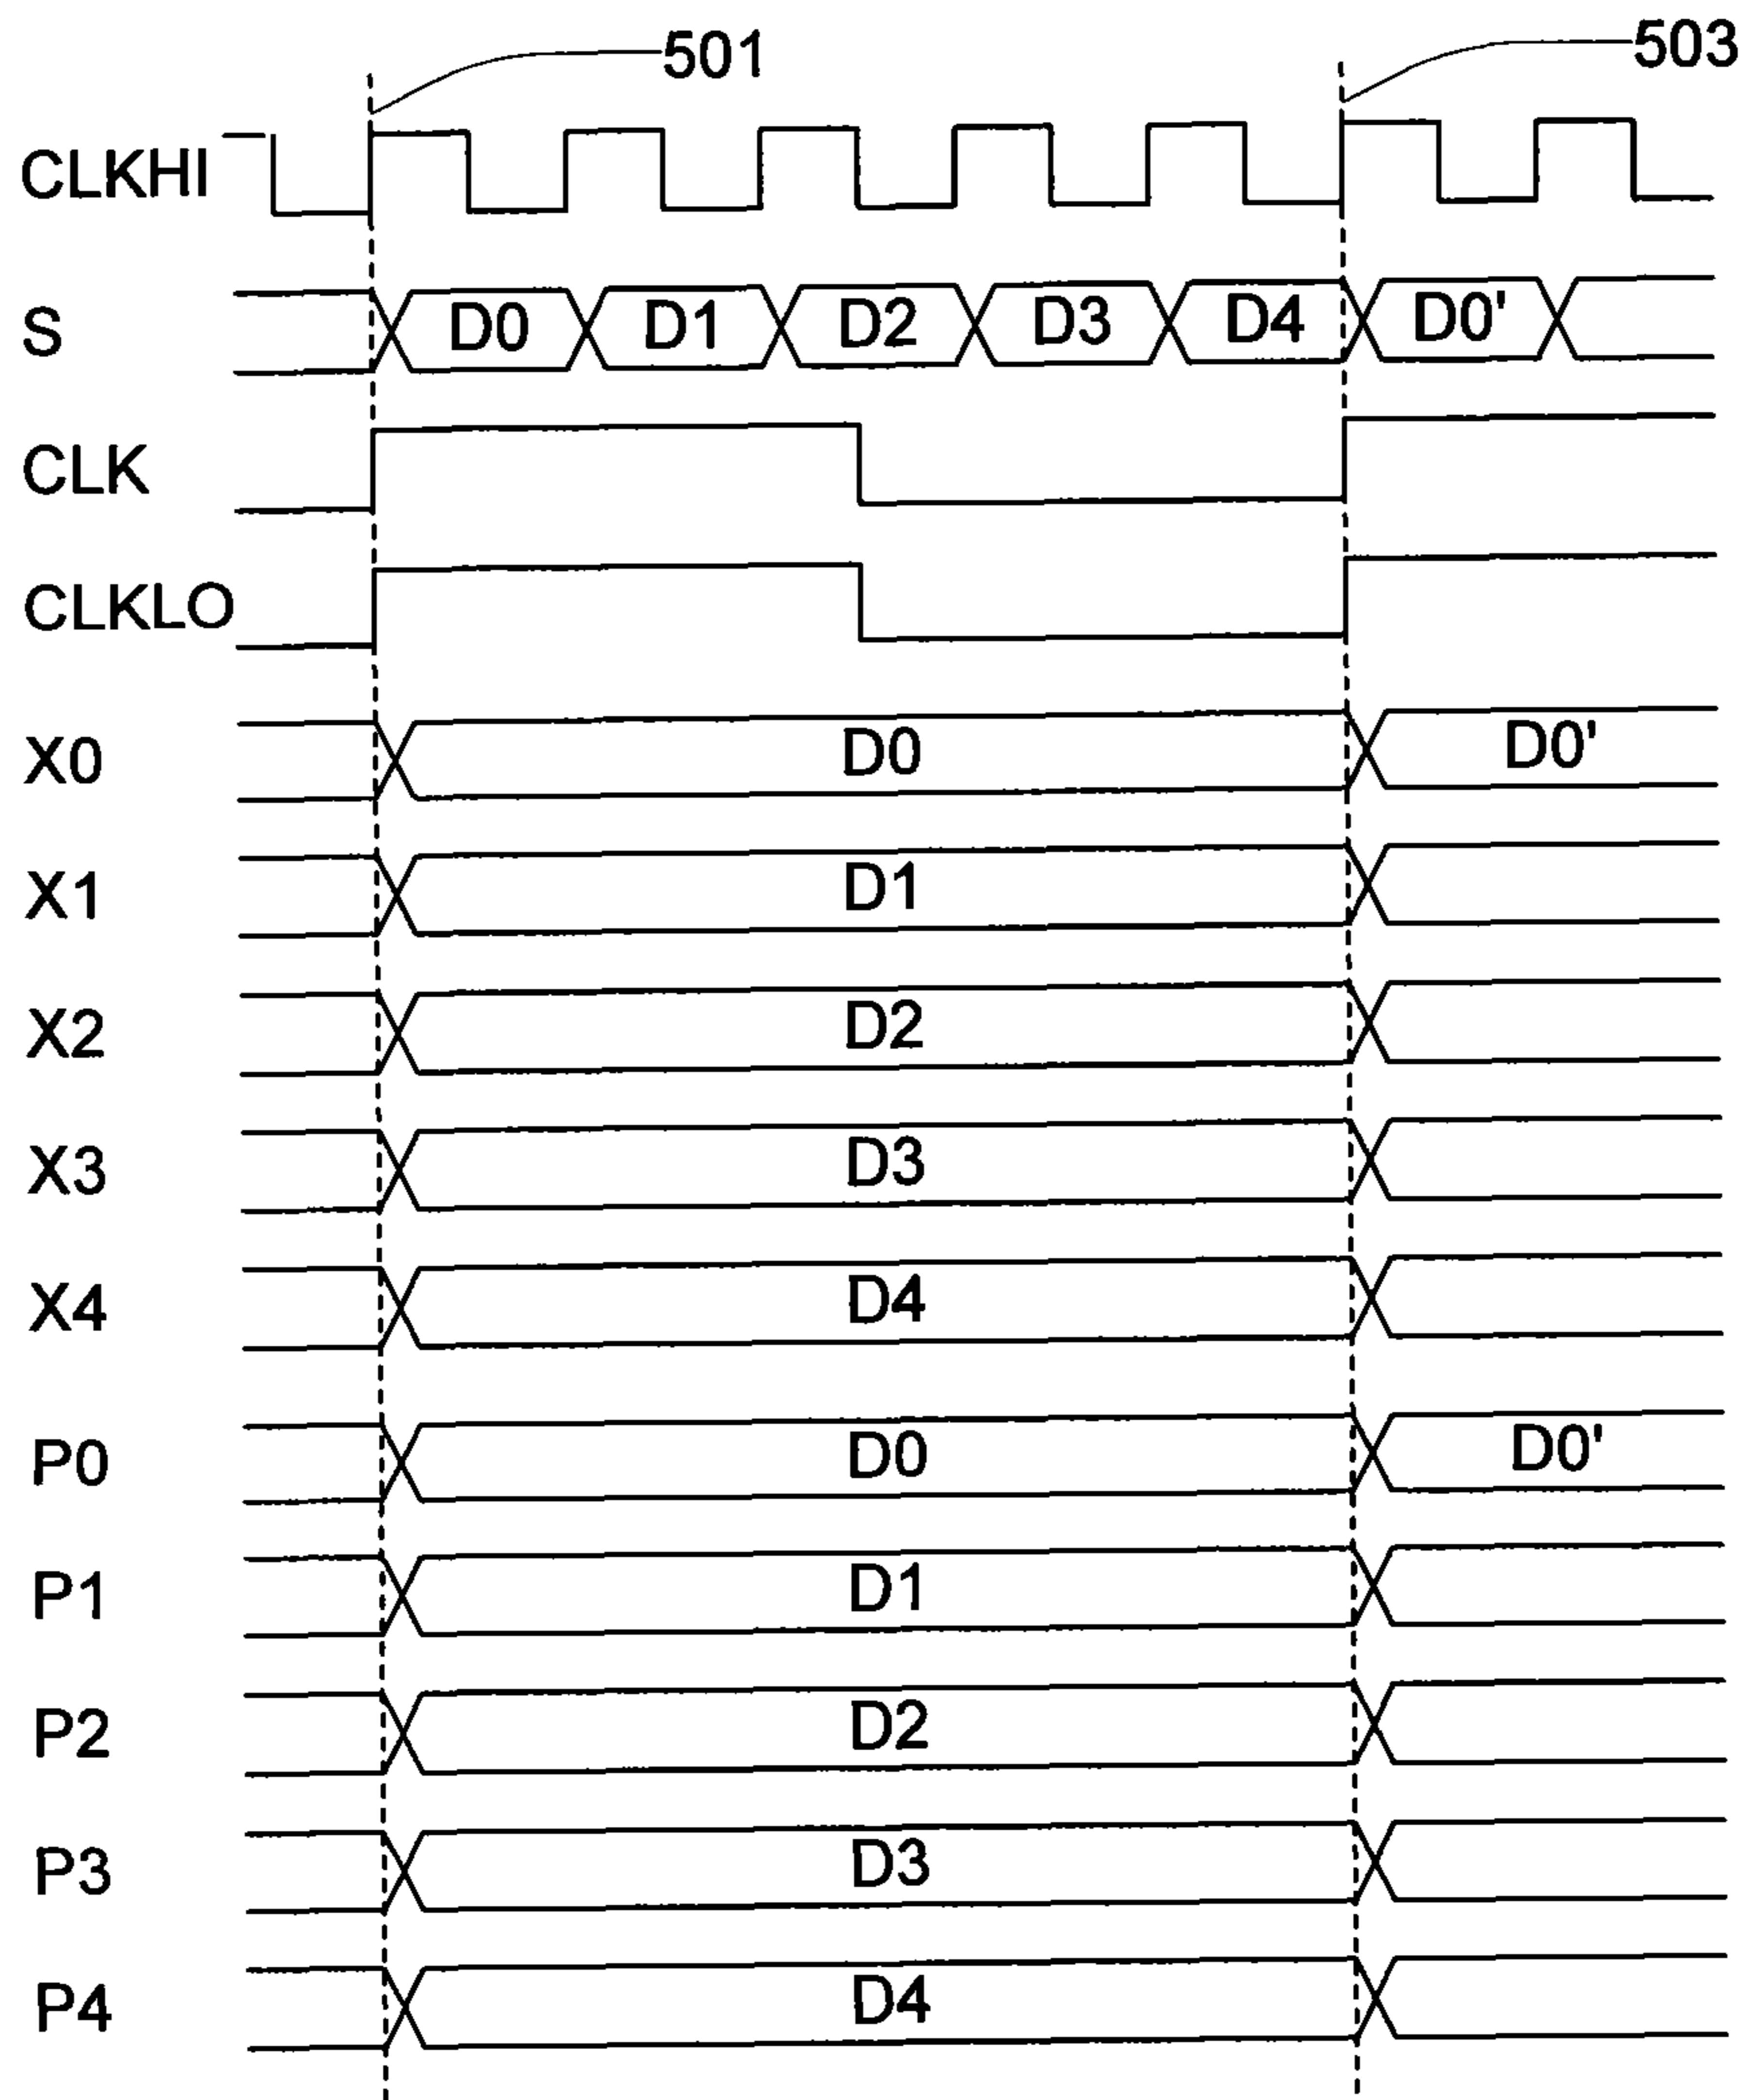 501
503
CLKHI
S D0 D1 D2 D3 D4 D0'
CLK
CLKLO
X0 D0 D0'
X1 D1
X2 D2
X3 D3
X4 D4
P0 D0 D0'
P1 D1
P2 D2
P3 D3
P4 D4